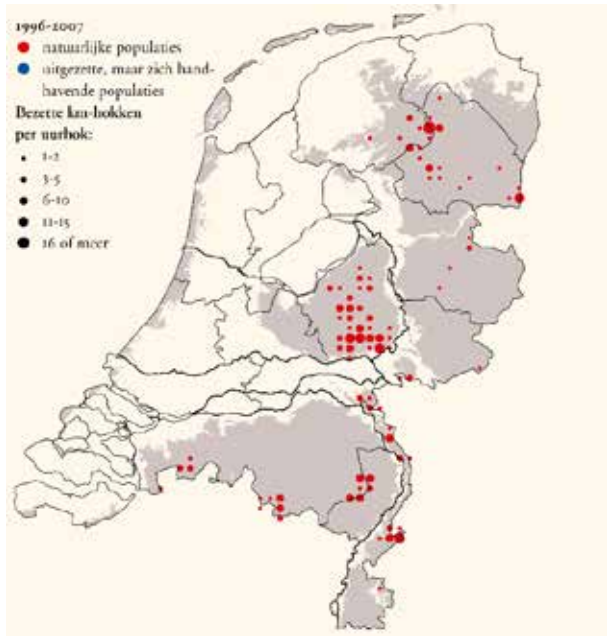 1996-2007
natuurlijke populaties
uitgezette, maar zich hand-
havende populaties
Bezette km-hokken
per uurhok:
1-2
3-5
6-10
11-15
16 of meer